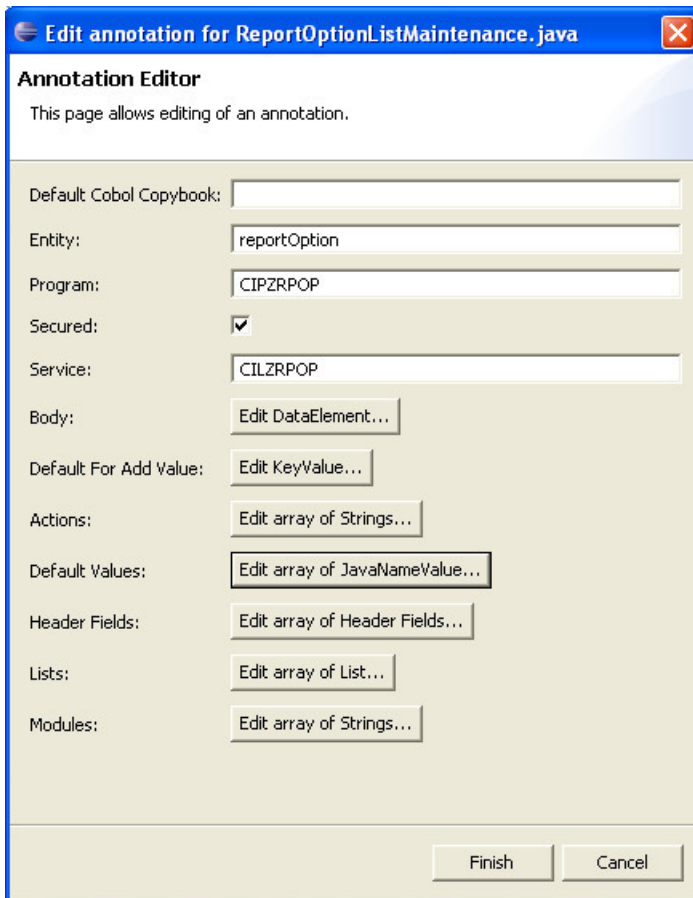 Edit annotation for ReportOptionListMaintenance.java
Annotation Editor
This page allows editing of an annotation.
Default Cobol Copybook:
Entity: reportOption
Program: CIPZRPOP
Secured:
Service: CILZRPOP
Body: Edit DataElement...
Default For Add Value: Edit KeyValue...
Actions: Edit array of Strings...
Default Values: Edit array of JavaNameValue...
Header Fields: Edit array of Header Fields...
Lists: Edit array of List...
Modules: Edit array of Strings...
Finish Cancel